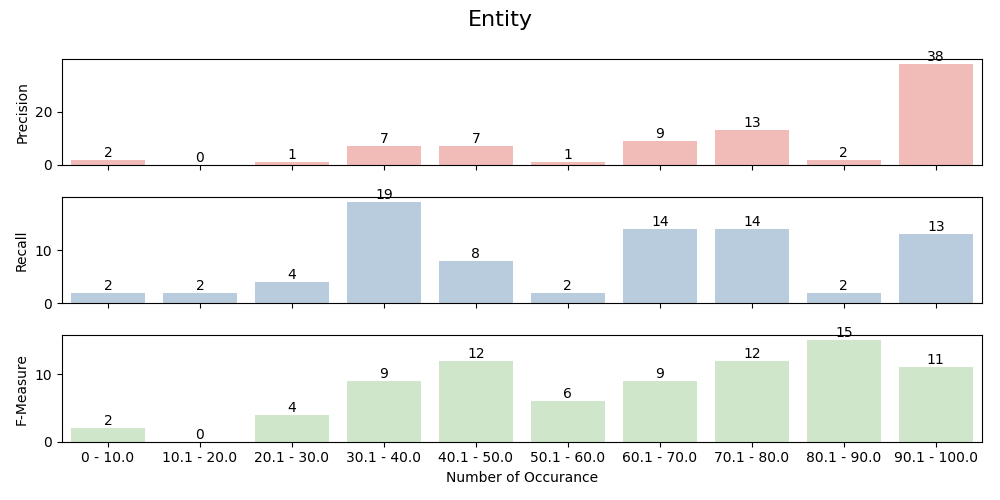 Entity
Precision
20
0
2 0 1 7 7 1 9 13 2 38
Recall
10
0
2 2 4 19 8 2 14 14 2 13
F-Measure
10
0
2 0 4 9 12 6 9 12 15 11
0 - 10.0 10.1 - 20.0 20.1 - 30.0 30.1 - 40.0 40.1 - 50.0 50.1 - 60.0 60.1 - 70.0 70.1 - 80.0 80.1 - 90.0 90.1 - 100.0
Number of Occurance